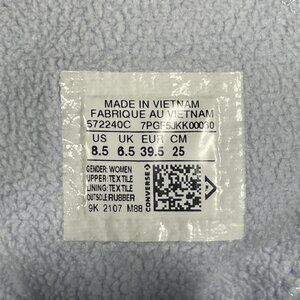 MADE IN VIETNAM
FABRIQUE AU VIETNAM
572240C
US UK EUR CM
8.5 6.5 39.5 25
GENDER: WOMEN
UPPER: TEXTILE
LINING: TEXTILE
OUTSOLE: RUBBER
9K 2107 M88
CONVERSE